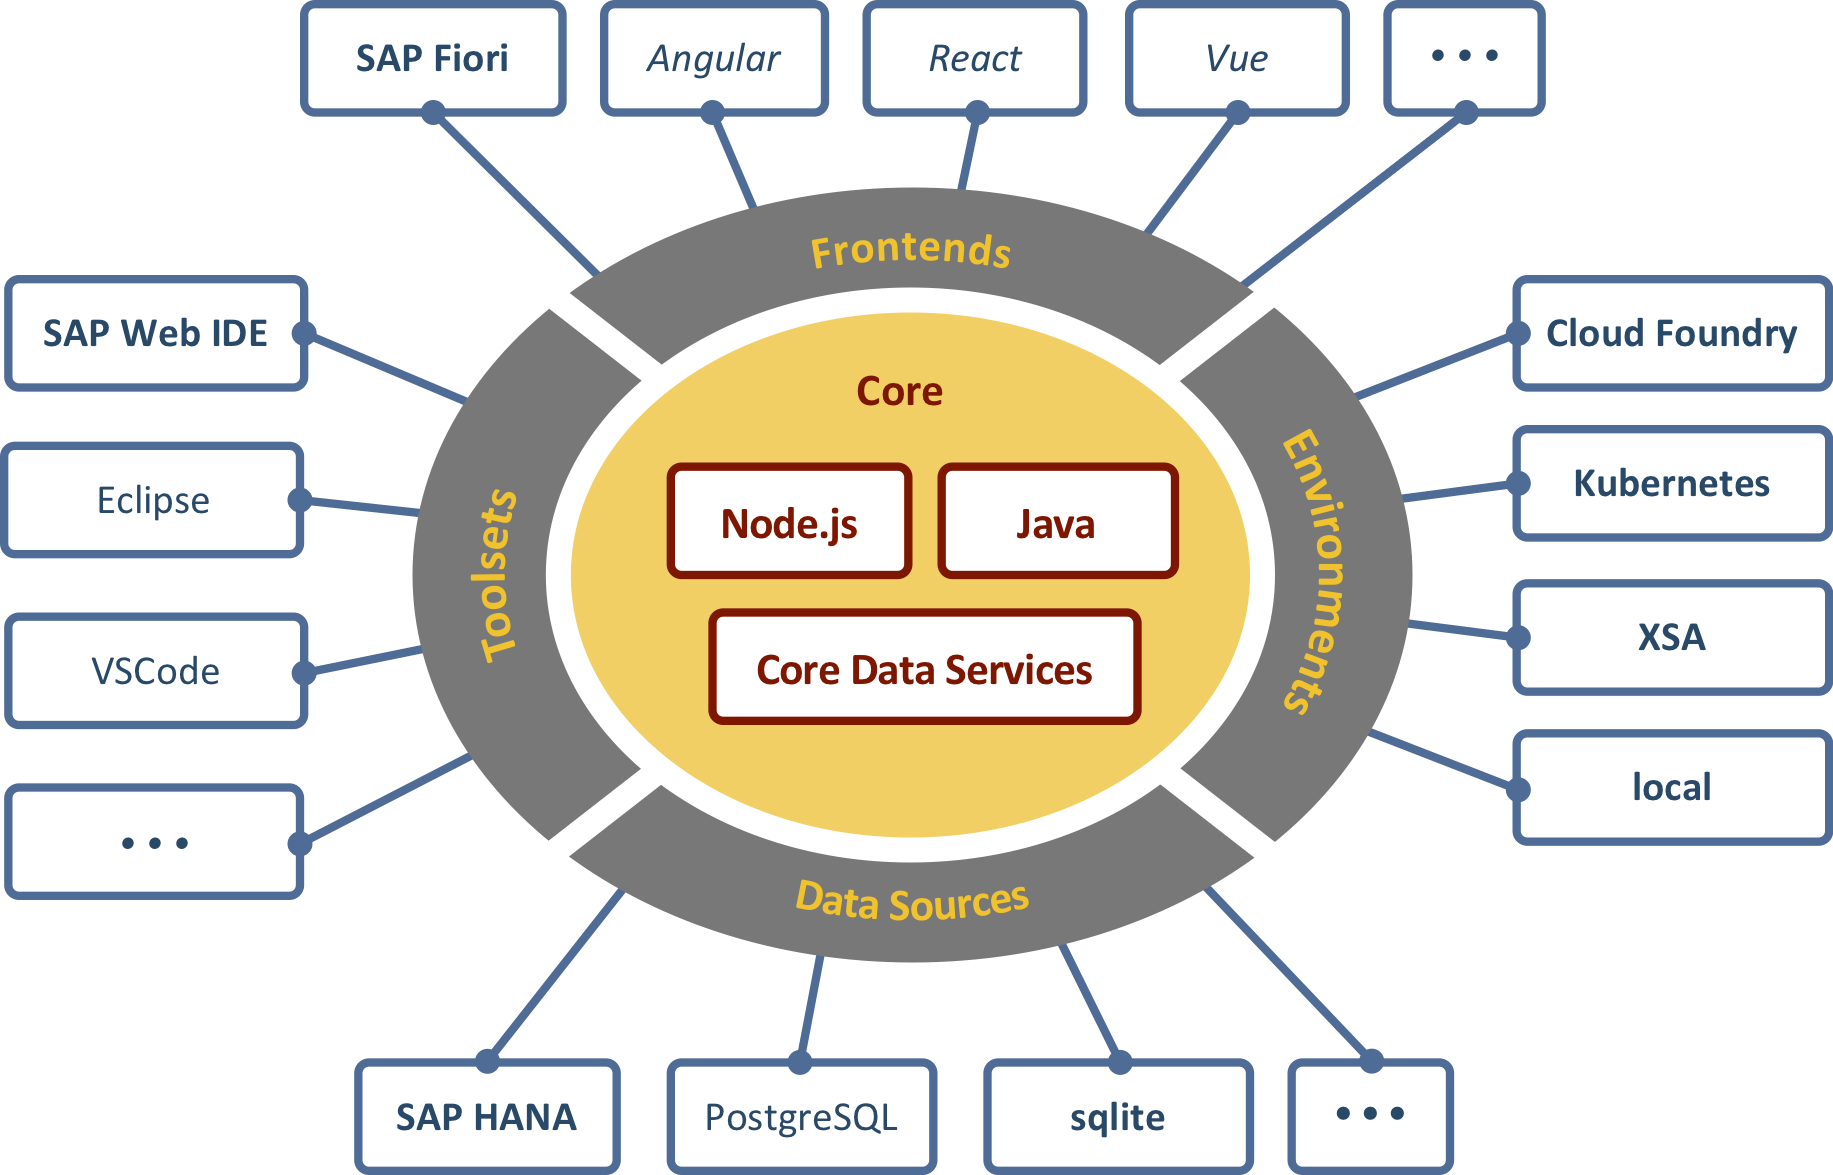 SAP Fiori
Angular
React
Vue
•••
Frontends
SAP Web IDE
Eclipse
VSCode
•••
Toolsets
Core
Node.js
Java
Core Data Services
Environments
Cloud Foundry
Kubernetes
XSA
local
Data Sources
SAP HANA
PostgreSQL
sqlite
•••